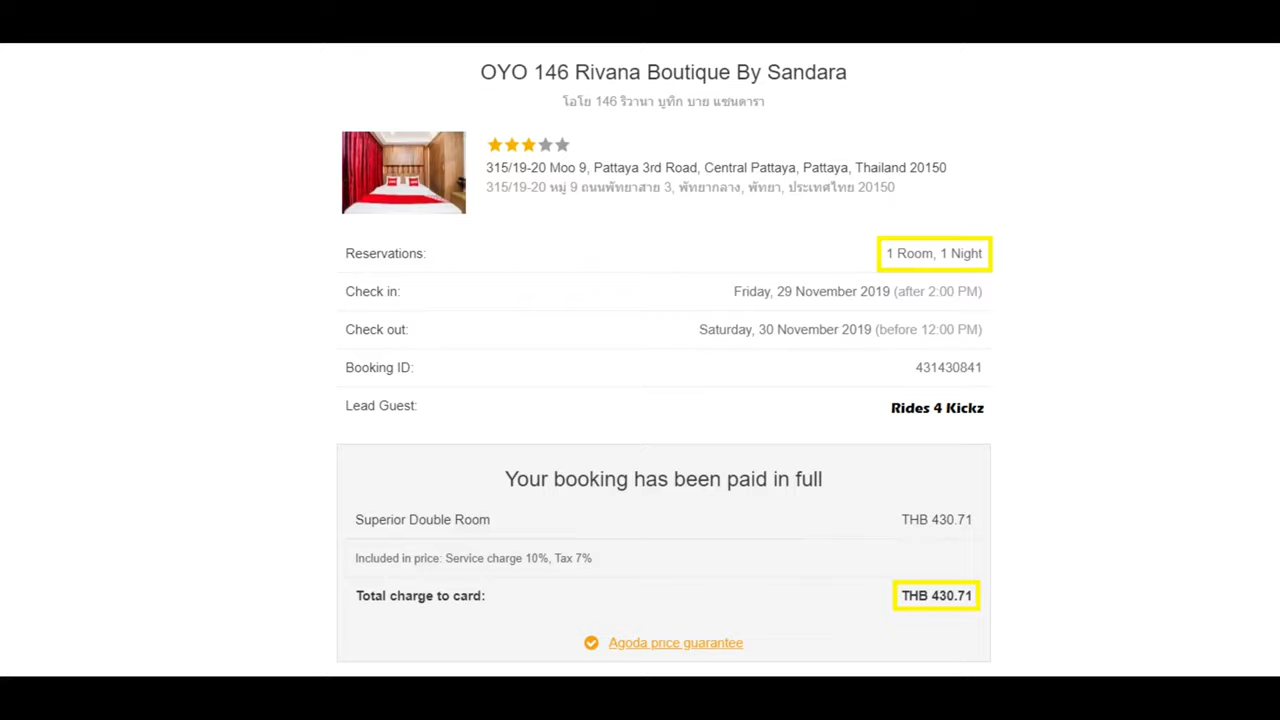 OYO 146 Rivana Boutique By Sandara
โอโย 146 ริวานา บูทิก บาย แซนดารา
315/19-20 Moo 9, Pattaya 3rd Road, Central Pattaya, Pattaya, Thailand 20150
315/19-20 หมู่ 9 ถนนพัทยาสาย 3, พัทยากลาง, พัทยา, ประเทศไทย 20150
Reservations: 1 Room, 1 Night
Check in: Friday, 29 November 2019 (after 2:00 PM)
Check out: Saturday, 30 November 2019 (before 12:00 PM)
Booking ID: 431430841
Lead Guest: Rides 4 Kickz
Your booking has been paid in full
Superior Double Room THB 430.71
Included in price: Service charge 10%, Tax 7%
Total charge to card: THB 430.71
Agoda price guarantee